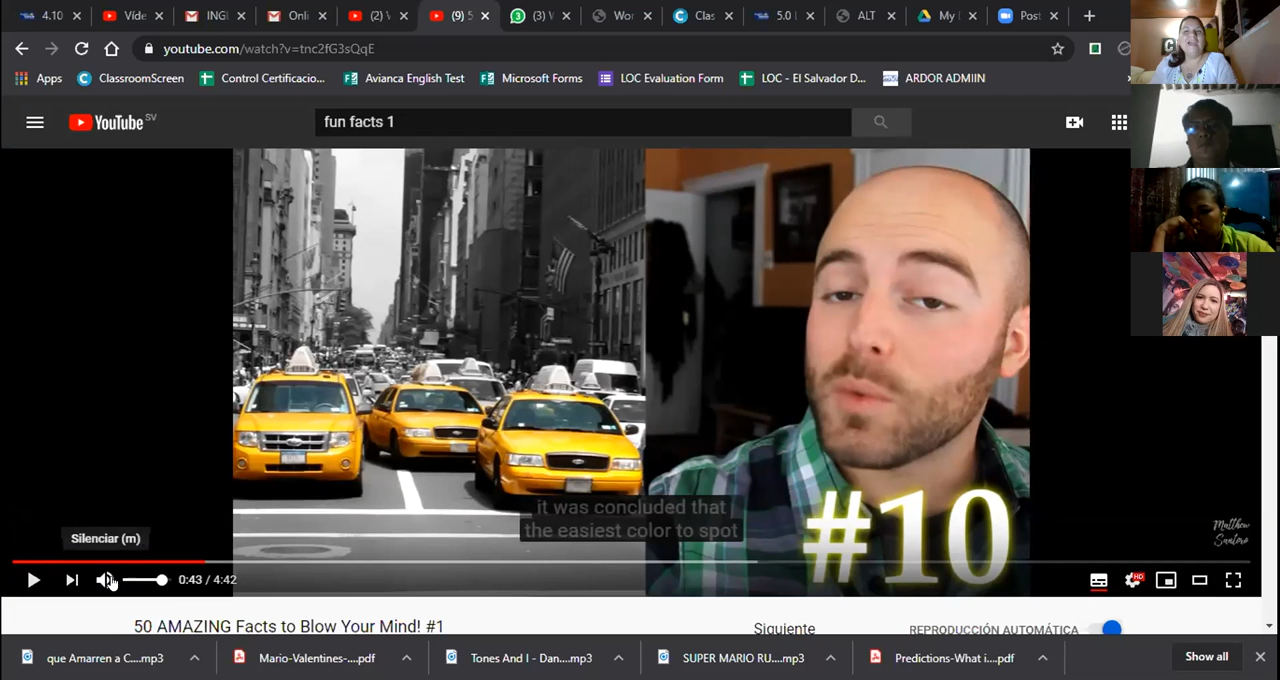 4.10
Víde
INGI
Onli
(2) V
(9) 5
(3) W
Wor
Clas
5.0 I
ALT
My I
Post
youtube.com/watch?v=tnc2fG3sQqE
Apps
ClassroomScreen
Control Certificacio...
Avianca English Test
Microsoft Forms
LOC Evaluation Form
LOC - El Salvador D...
ARDOR ADMIIN
YouTube SV
fun facts 1
it was concluded that
the easiest color to spot
#10
Matthew
Santoro
Silenciar (m)
0:43 / 4:42
HD
50 AMAZING Facts to Blow Your Mind! #1
Siguiente
REPRODUCCIÓN AUTOMÁTICA
que Amarren a C....mp3
Mario-Valentines-....pdf
Tones And I - Dan....mp3
SUPER MARIO RU....mp3
Predictions-What i....pdf
Show all